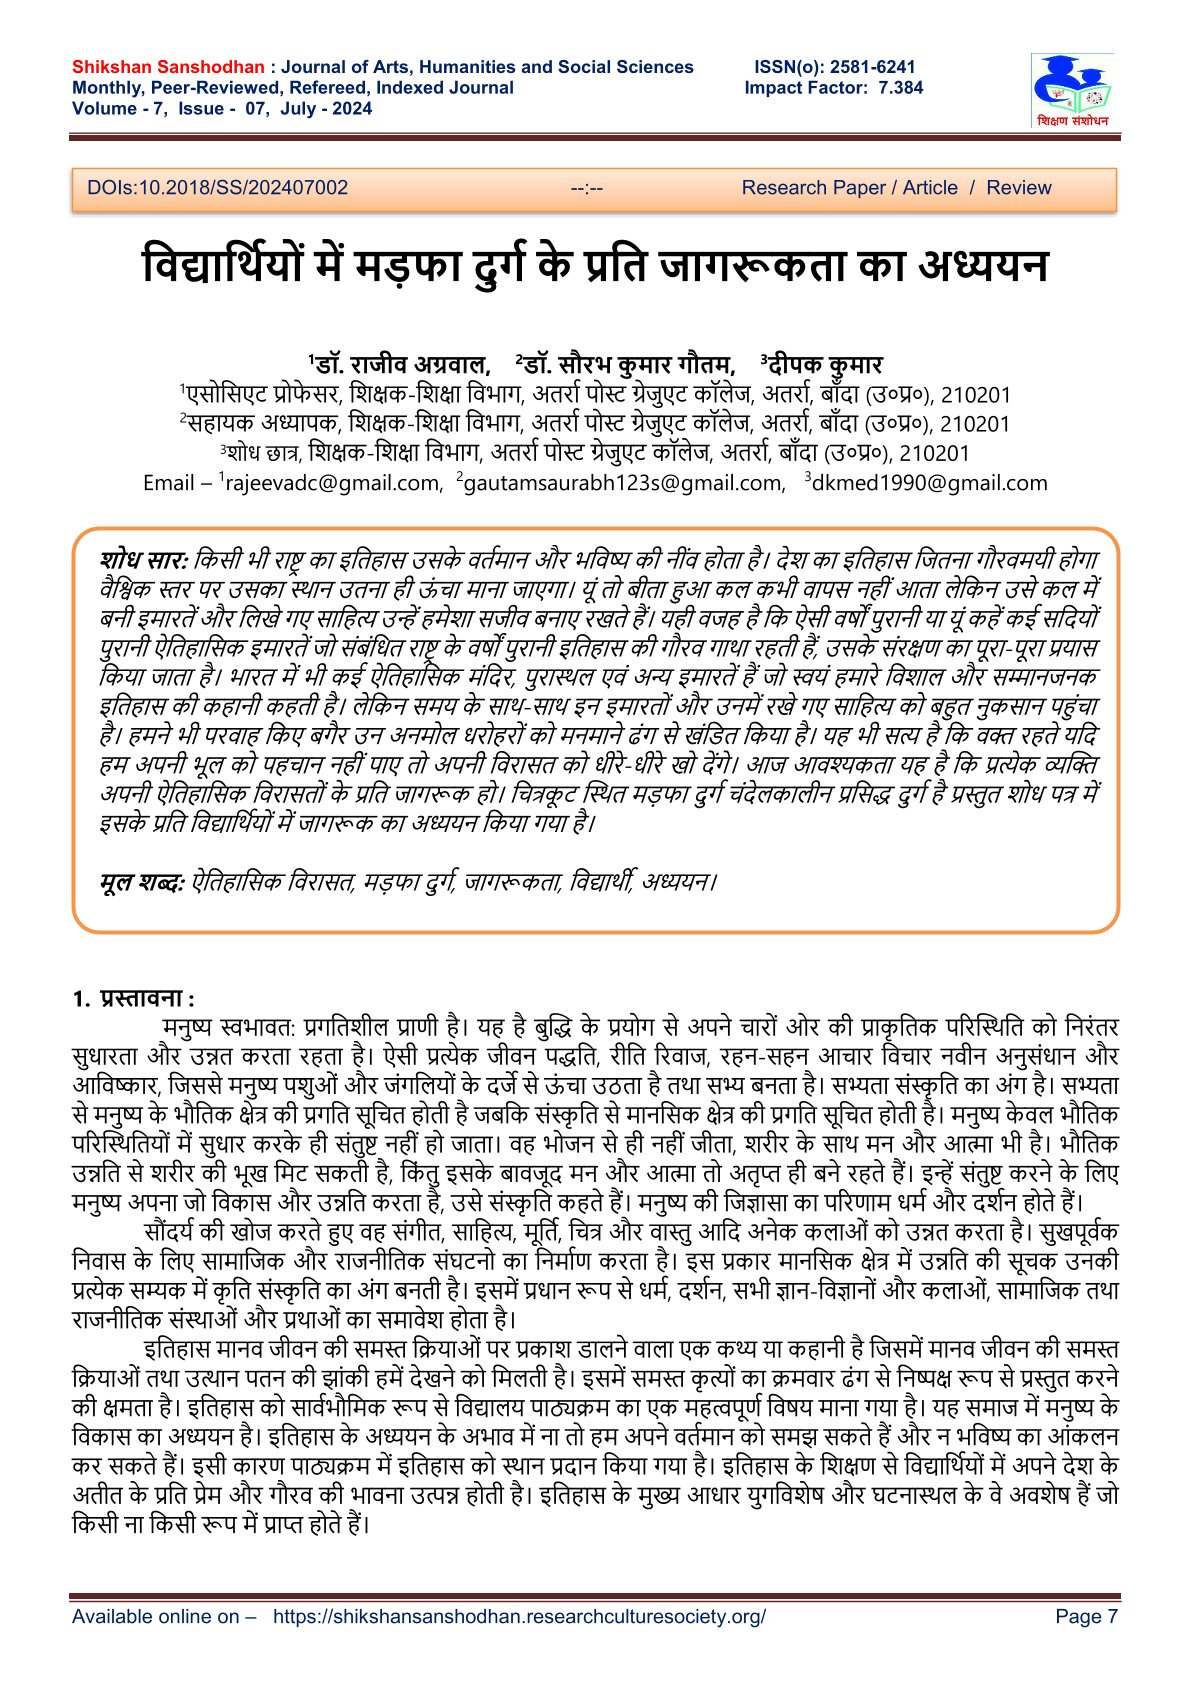 Shikshan Sanshodhan : Journal of Arts, Humanities and Social Sciences ISSN(o): 2581-6241
Monthly, Peer-Reviewed, Refereed, Indexed Journal Impact Factor: 7.384
Volume - 7, Issue - 07, July - 2024
शिक्षण संशोधन
DOIs:10.2018/SS/202407002 --:-- Research Paper / Article / Review
विद्यार्थियों में मड़फा दुर्ग के प्रति जागरूकता का अध्ययन
¹डॉ. राजीव अग्रवाल, ²डॉ. सौरभ कुमार गौतम, ³दीपक कुमार
¹एसोसिएट प्रोफेसर, शिक्षक-शिक्षा विभाग, अतर्रा पोस्ट ग्रेजुएट कॉलेज, अतर्रा, बाँदा (उ०प्र०), 210201
²सहायक अध्यापक, शिक्षक-शिक्षा विभाग, अतर्रा पोस्ट ग्रेजुएट कॉलेज, अतर्रा, बाँदा (उ०प्र०), 210201
³शोध छात्र, शिक्षक-शिक्षा विभाग, अतर्रा पोस्ट ग्रेजुएट कॉलेज, अतर्रा, बाँदा (उ०प्र०), 210201
Email – ¹rajeevadc@gmail.com, ²gautamsaurabh123s@gmail.com, ³dkmed1990@gmail.com
शोध सार: किसी भी राष्ट्र का इतिहास उसके वर्तमान और भविष्य की नींव होता है। देश का इतिहास जितना गौरवमयी होगा
वैश्विक स्तर पर उसका स्थान उतना ही ऊंचा माना जाएगा। यूं तो बीता हुआ कल कभी वापस नहीं आता लेकिन उसे कल में
बनी इमारतें और लिखे गए साहित्य उन्हें हमेशा सजीव बनाए रखते हैं। यही वजह है कि ऐसी वर्षों पुरानी या यूं कहें कई सदियों
पुरानी ऐतिहासिक इमारतें जो संबंधित राष्ट्र के वर्षों पुरानी इतिहास की गौरव गाथा रहती हैं, उसके संरक्षण का पूरा-पूरा प्रयास
किया जाता है। भारत में भी कई ऐतिहासिक मंदिर, पुरास्थल एवं अन्य इमारतें हैं जो स्वयं हमारे विशाल और सम्मानजनक
इतिहास की कहानी कहती है। लेकिन समय के साथ-साथ इन इमारतों और उनमें रखे गए साहित्य को बहुत नुकसान पहुंचा
है। हमने भी परवाह किए बगैर उन अनमोल धरोहरों को मनमाने ढंग से खंडित किया है। यह भी सत्य है कि वक्त रहते यदि
हम अपनी भूल को पहचान नहीं पाए तो अपनी विरासत को धीरे-धीरे खो देंगे। आज आवश्यकता यह है कि प्रत्येक व्यक्ति
अपनी ऐतिहासिक विरासतों के प्रति जागरूक हो। चित्रकूट स्थित मड़फा दुर्ग चंदेलकालीन प्रसिद्ध दुर्ग है प्रस्तुत शोध पत्र में
इसके प्रति विद्यार्थियों में जागरूक का अध्ययन किया गया है।
मूल शब्द: ऐतिहासिक विरासत, मड़फा दुर्ग, जागरूकता, विद्यार्थी, अध्ययन।
1. प्रस्तावना :
मनुष्य स्वभावत: प्रगतिशील प्राणी है। यह है बुद्धि के प्रयोग से अपने चारों ओर की प्राकृतिक परिस्थिति को निरंतर
सुधारता और उन्नत करता रहता है। ऐसी प्रत्येक जीवन पद्धति, रीति रिवाज, रहन-सहन आचार विचार नवीन अनुसंधान और
आविष्कार, जिससे मनुष्य पशुओं और जंगलियों के दर्जे से ऊंचा उठता है तथा सभ्य बनता है। सभ्यता संस्कृति का अंग है। सभ्यता
से मनुष्य के भौतिक क्षेत्र की प्रगति सूचित होती है जबकि संस्कृति से मानसिक क्षेत्र की प्रगति सूचित होती है। मनुष्य केवल भौतिक
परिस्थितियों में सुधार करके ही संतुष्ट नहीं हो जाता। वह भोजन से ही नहीं जीता, शरीर के साथ मन और आत्मा भी है। भौतिक
उन्नति से शरीर की भूख मिट सकती है, किंतु इसके बावजूद मन और आत्मा तो अतृप्त ही बने रहते हैं। इन्हें संतुष्ट करने के लिए
मनुष्य अपना जो विकास और उन्नति करता है, उसे संस्कृति कहते हैं। मनुष्य की जिज्ञासा का परिणाम धर्म और दर्शन होते हैं।
सौंदर्य की खोज करते हुए वह संगीत, साहित्य, मूर्ति, चित्र और वास्तु आदि अनेक कलाओं को उन्नत करता है। सुखपूर्वक
निवास के लिए सामाजिक और राजनीतिक संघटनो का निर्माण करता है। इस प्रकार मानसिक क्षेत्र में उन्नति की सूचक उनकी
प्रत्येक सम्यक में कृति संस्कृति का अंग बनती है। इसमें प्रधान रूप से धर्म, दर्शन, सभी ज्ञान-विज्ञानों और कलाओं, सामाजिक तथा
राजनीतिक संस्थाओं और प्रथाओं का समावेश होता है।
इतिहास मानव जीवन की समस्त क्रियाओं पर प्रकाश डालने वाला एक कथ्य या कहानी है जिसमें मानव जीवन की समस्त
क्रियाओं तथा उत्थान पतन की झांकी हमें देखने को मिलती है। इसमें समस्त कृत्यों का क्रमवार ढंग से निष्पक्ष रूप से प्रस्तुत करने
की क्षमता है। इतिहास को सार्वभौमिक रूप से विद्यालय पाठ्यक्रम का एक महत्वपूर्ण विषय माना गया है। यह समाज में मनुष्य के
विकास का अध्ययन है। इतिहास के अध्ययन के अभाव में ना तो हम अपने वर्तमान को समझ सकते हैं और न भविष्य का आंकलन
कर सकते हैं। इसी कारण पाठ्यक्रम में इतिहास को स्थान प्रदान किया गया है। इतिहास के शिक्षण से विद्यार्थियों में अपने देश के
अतीत के प्रति प्रेम और गौरव की भावना उत्पन्न होती है। इतिहास के मुख्य आधार युगविशेष और घटनास्थल के वे अवशेष हैं जो
किसी ना किसी रूप में प्राप्त होते हैं।
Available online on – https://shikshansanshodhan.researchculturesociety.org/ Page 7